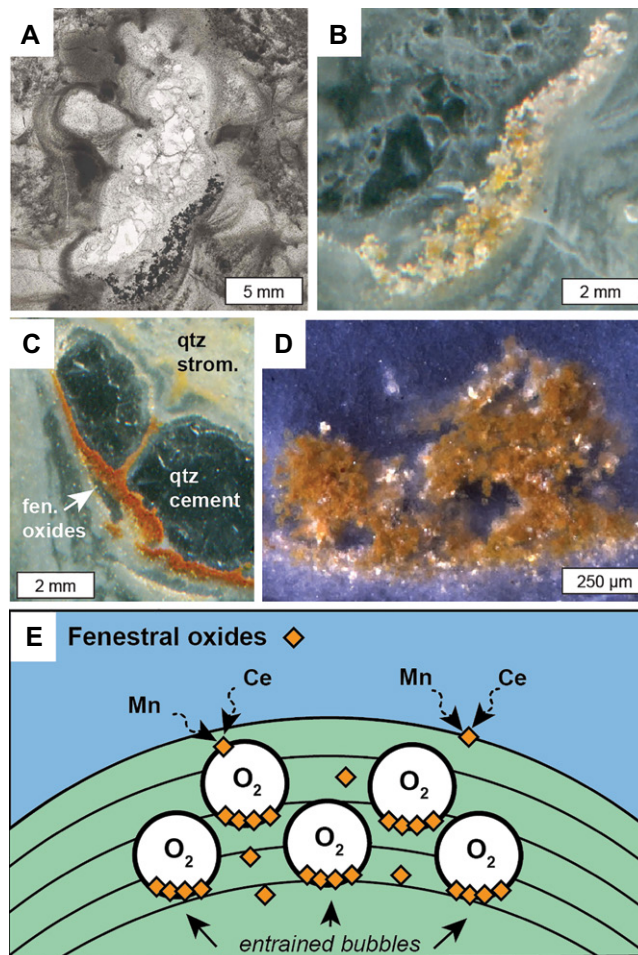 A
5 mm
B
2 mm
C
qtz
strom.
qtz
cement
fen.
oxides
2 mm
D
250 µm
E Fenestral oxides
Mn Ce Mn Ce
O2 O2
O2 O2 O2
entrained bubbles